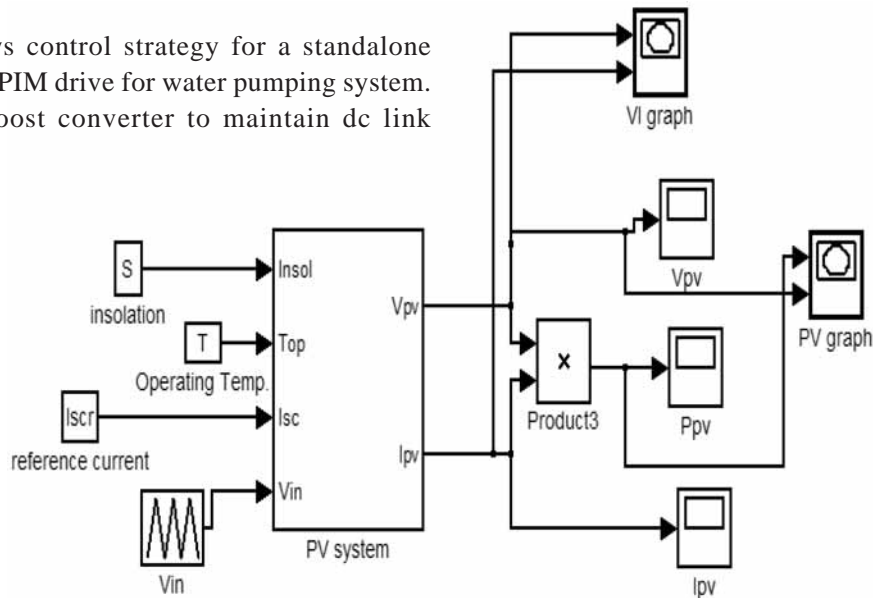 control strategy for a standalone
PIM drive for water pumping system.
converter to maintain dc link
VI graph
S
Insol
insolation
Vpv
Vpv
PV graph
T
Top
Operating Temp.
x
Product3
Ppv
Iscr
Isc
reference current
Ipv
Vin
PV system
Vin
Ipv